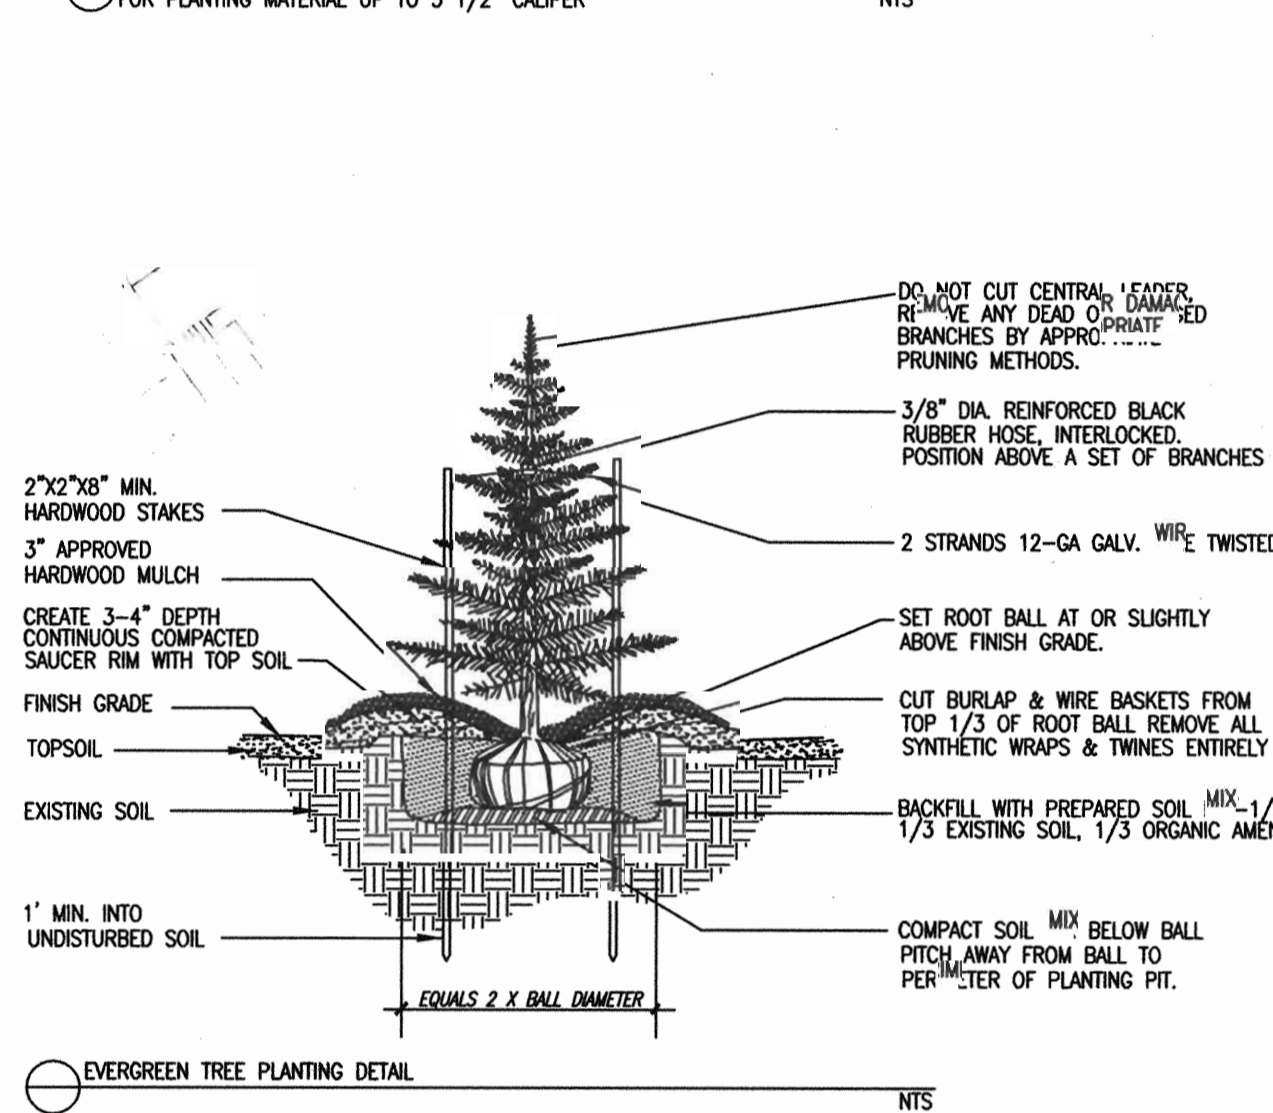 FOR PLANTING MATERIAL UP TO 3 1/2" CALIPER
NTS
DO NOT CUT CENTRAL LEADER,
REMOVE ANY DEAD OR DAMAGED
BRANCHES BY APPROPRIATE
PRUNING METHODS.
3/8" DIA. REINFORCED BLACK
RUBBER HOSE, INTERLOCKED.
POSITION ABOVE A SET OF BRANCHES
2"X2"X8" MIN.
HARDWOOD STAKES
2 STRANDS 12-GA GALV. WIRE TWISTED
3" APPROVED
HARDWOOD MULCH
CREATE 3-4" DEPTH
CONTINUOUS COMPACTED
SAUCER RIM WITH TOP SOIL
SET ROOT BALL AT OR SLIGHTLY
ABOVE FINISH GRADE.
FINISH GRADE
CUT BURLAP & WIRE BASKETS FROM
TOP 1/3 OF ROOT BALL REMOVE ALL
SYNTHETIC WRAPS & TWINES ENTIRELY
TOPSOIL
EXISTING SOIL
BACKFILL WITH PREPARED SOIL MIX-1/
1/3 EXISTING SOIL, 1/3 ORGANIC AMEN
1' MIN. INTO
UNDISTURBED SOIL
COMPACT SOIL MIX BELOW BALL
PITCH AWAY FROM BALL TO
PERIMETER OF PLANTING PIT.
EQUALS 2 X BALL DIAMETER
EVERGREEN TREE PLANTING DETAIL
NTS